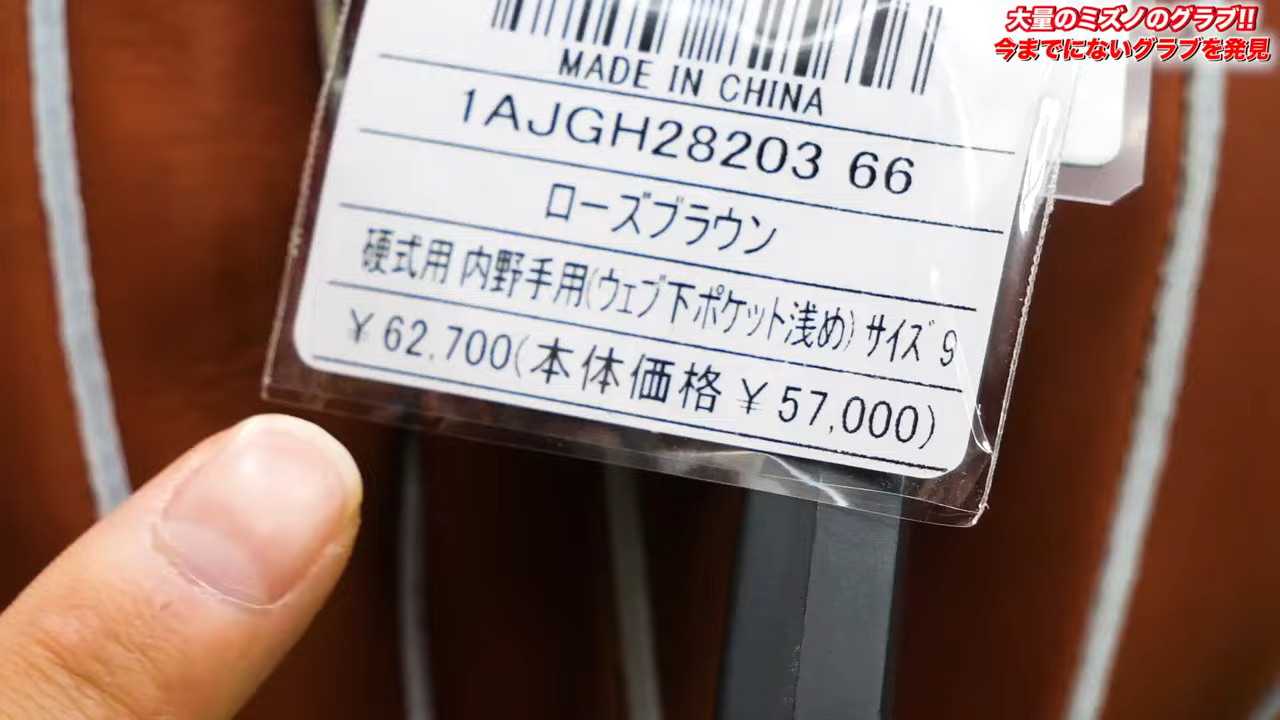 大量のミズノのグラブ!!
今までにないグラブを発見
MADE IN CHINA
1AJGH28203 66
ローズブラウン
硬式用 内野手用(ウェブ下ポケット浅め) サイズ 9
¥62,700(本体価格¥57,000)